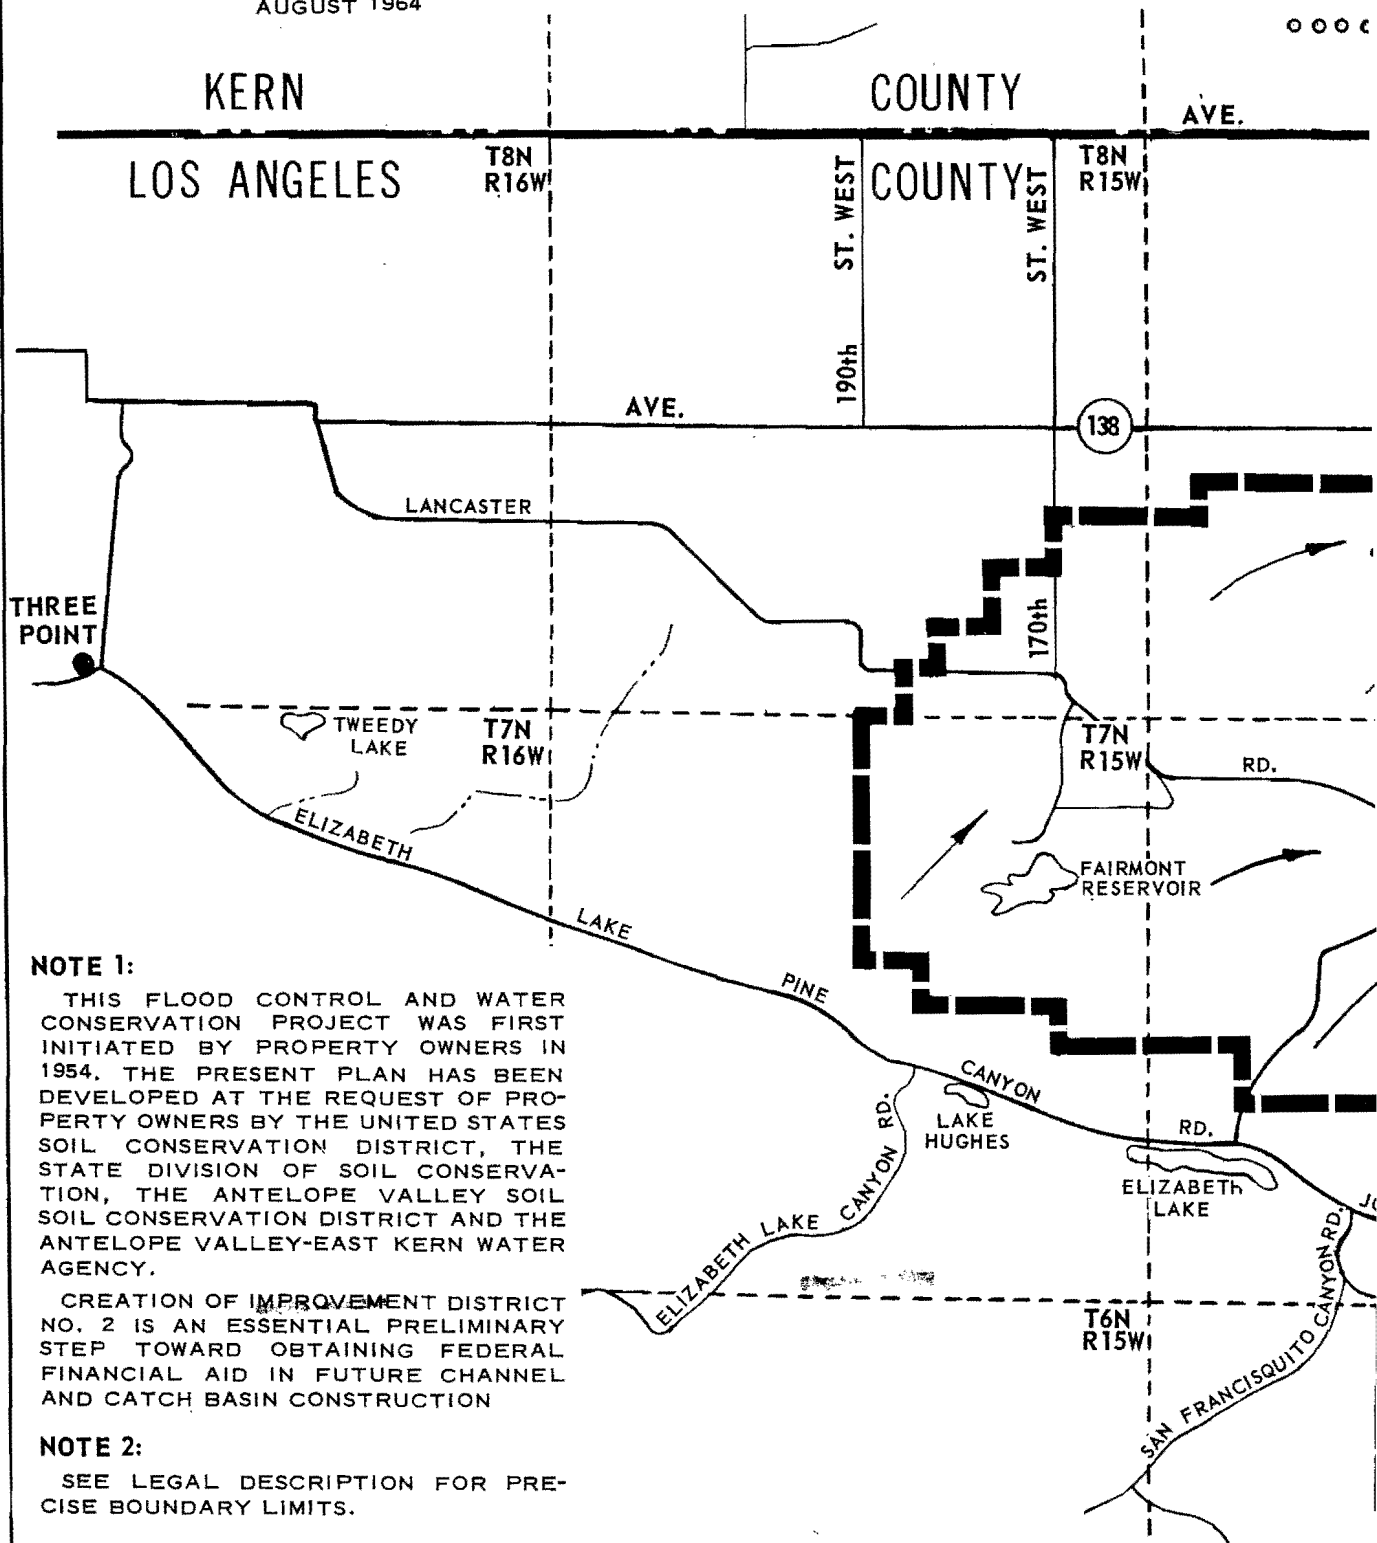 AUGUST 1964
KERN COUNTY
AVE.
LOS ANGELES COUNTY
T8N
R16W
T8N
R15W
190th ST. WEST
170th ST. WEST
AVE.
138
LANCASTER
THREE
POINT
TWEEDY
LAKE
T7N
R16W
T7N
R15W
RD.
ELIZABETH LAKE PINE CANYON RD.
FAIRMONT
RESERVOIR
LAKE
HUGHES
ELIZABETH
LAKE
ELIZABETH LAKE CANYON RD.
T6N
R15W
SAN FRANCISQUITO CANYON RD.
NOTE 1:
THIS FLOOD CONTROL AND WATER
CONSERVATION PROJECT WAS FIRST
INITIATED BY PROPERTY OWNERS IN
1954. THE PRESENT PLAN HAS BEEN
DEVELOPED AT THE REQUEST OF PRO-
PERTY OWNERS BY THE UNITED STATES
SOIL CONSERVATION DISTRICT, THE
STATE DIVISION OF SOIL CONSERVA-
TION, THE ANTELOPE VALLEY SOIL
SOIL CONSERVATION DISTRICT AND THE
ANTELOPE VALLEY-EAST KERN WATER
AGENCY.
CREATION OF IMPROVEMENT DISTRICT
NO. 2 IS AN ESSENTIAL PRELIMINARY
STEP TOWARD OBTAINING FEDERAL
FINANCIAL AID IN FUTURE CHANNEL
AND CATCH BASIN CONSTRUCTION
NOTE 2:
SEE LEGAL DESCRIPTION FOR PRE-
CISE BOUNDARY LIMITS.